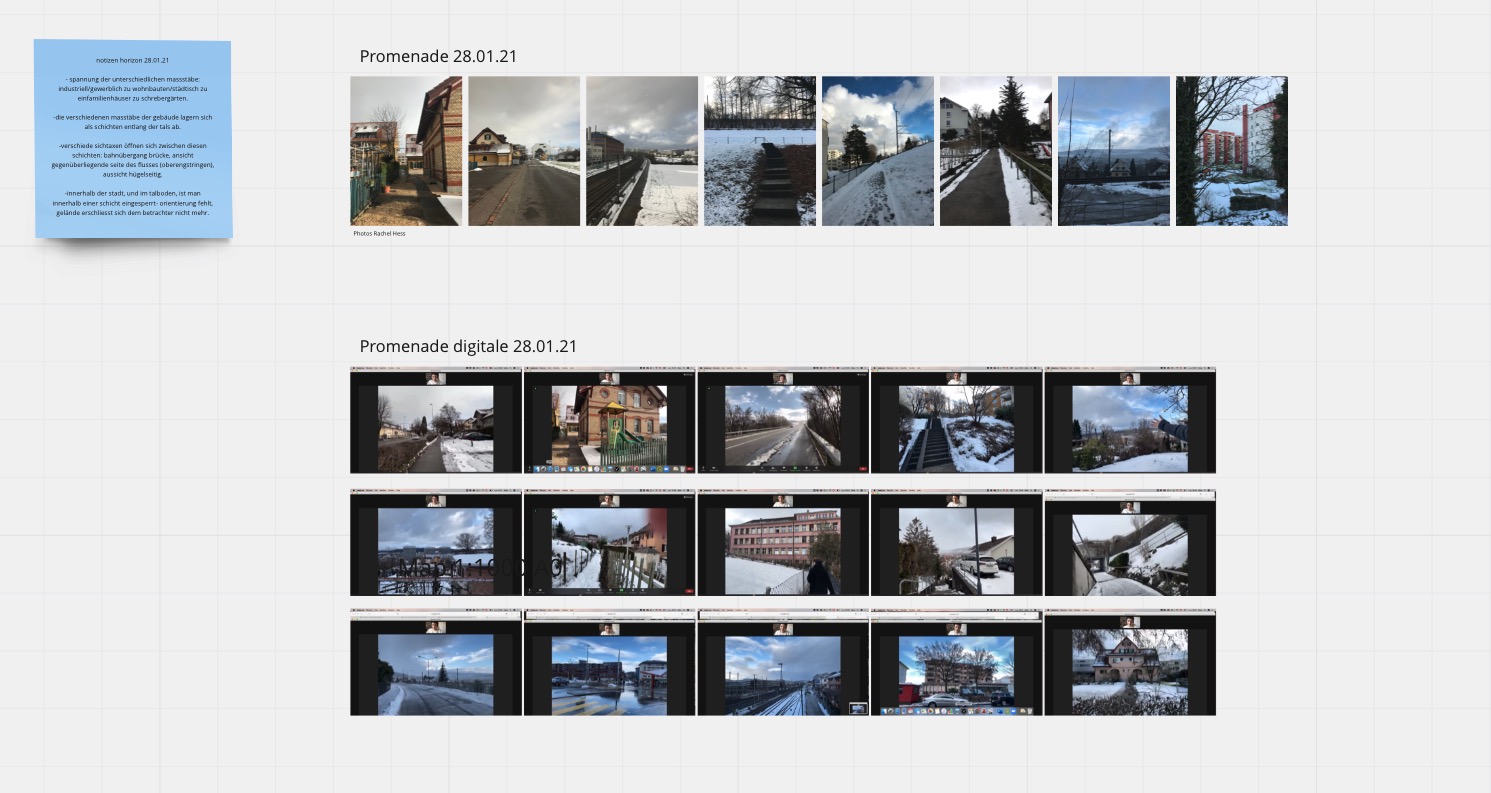 notizen horizon 28.01.21
- spannung der unterschiedlichen massstäbe:
industriell/gewerblich zu wohnbauten/städtisch zu
einfamilienhäuser zu schrebergärten.
-die verschiedenen masstäbe der gebäude lagern sich
als schichten entlang der tals ab.
-verschiede sichtaxen öffnen sich zwischen diesen
schichten: bahnübergang brücke, ansicht
gegenüberliegende seite des flusses (oberengstringen),
aussicht hügelseitig.
-innerhalb der stadt, und im talboden, ist man
innerhalb einer schicht eingesperrt- orientierung fehlt,
gelände erschliesst sich dem betrachter nicht mehr.
Promenade 28.01.21
Photos Rachel Hess
Promenade digitale 28.01.21
Map 1:1000 A0